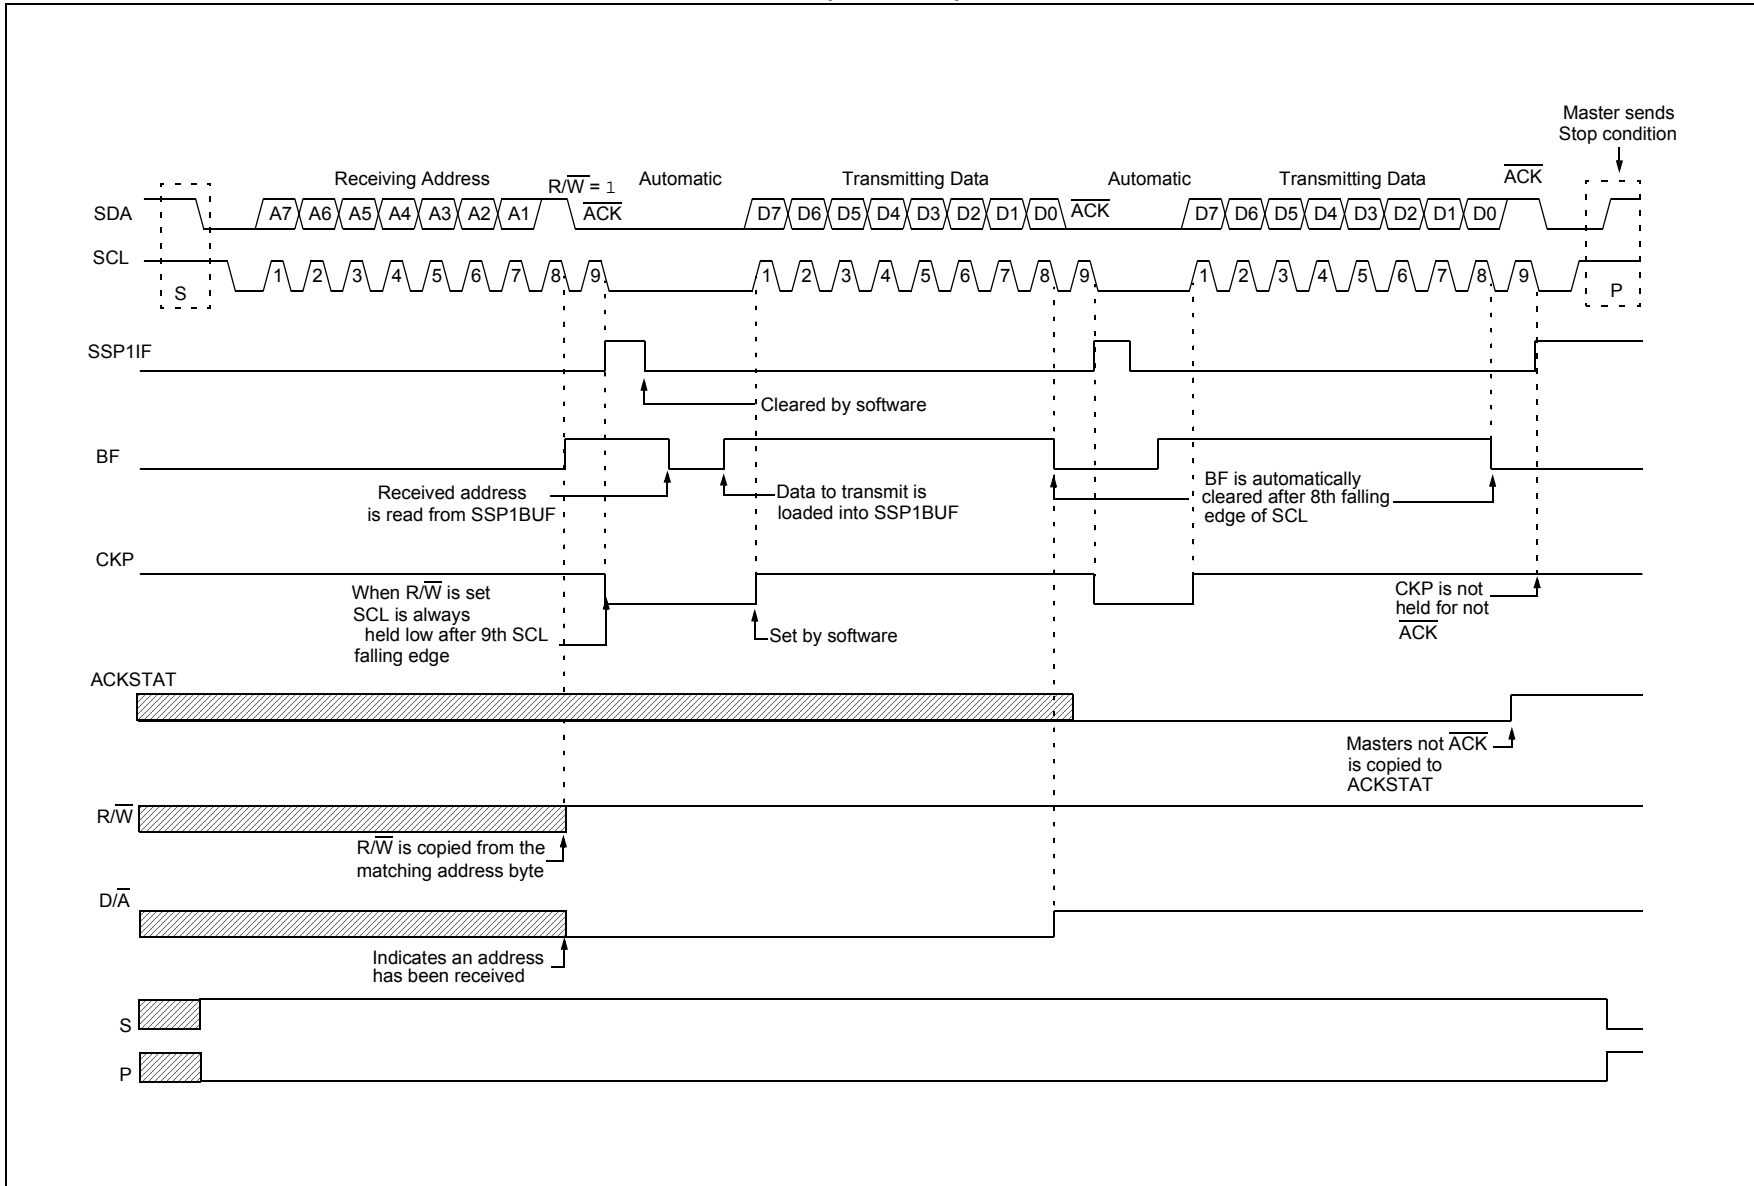 Master sends
Stop condition
Receiving Address
R/W̅ = 1
Automatic
Transmitting Data
Automatic
Transmitting Data
A̅C̅K̅
SDA
A7 A6 A5 A4 A3 A2 A1
A̅C̅K̅
D7 D6 D5 D4 D3 D2 D1 D0
A̅C̅K̅
D7 D6 D5 D4 D3 D2 D1 D0
SCL
S
1 2 3 4 5 6 7 8 9
1 2 3 4 5 6 7 8 9
1 2 3 4 5 6 7 8 9
P
SSP1IF
Cleared by software
BF
Received address
is read from SSP1BUF
Data to transmit is
loaded into SSP1BUF
BF is automatically
cleared after 8th falling
edge of SCL
CKP
When R/W̅ is set
SCL is always
held low after 9th SCL
falling edge
Set by software
CKP is not
held for not
A̅C̅K̅
ACKSTAT
Masters not A̅C̅K̅
is copied to
ACKSTAT
R/W̅
R/W̅ is copied from the
matching address byte
D/A̅
Indicates an address
has been received
S
P